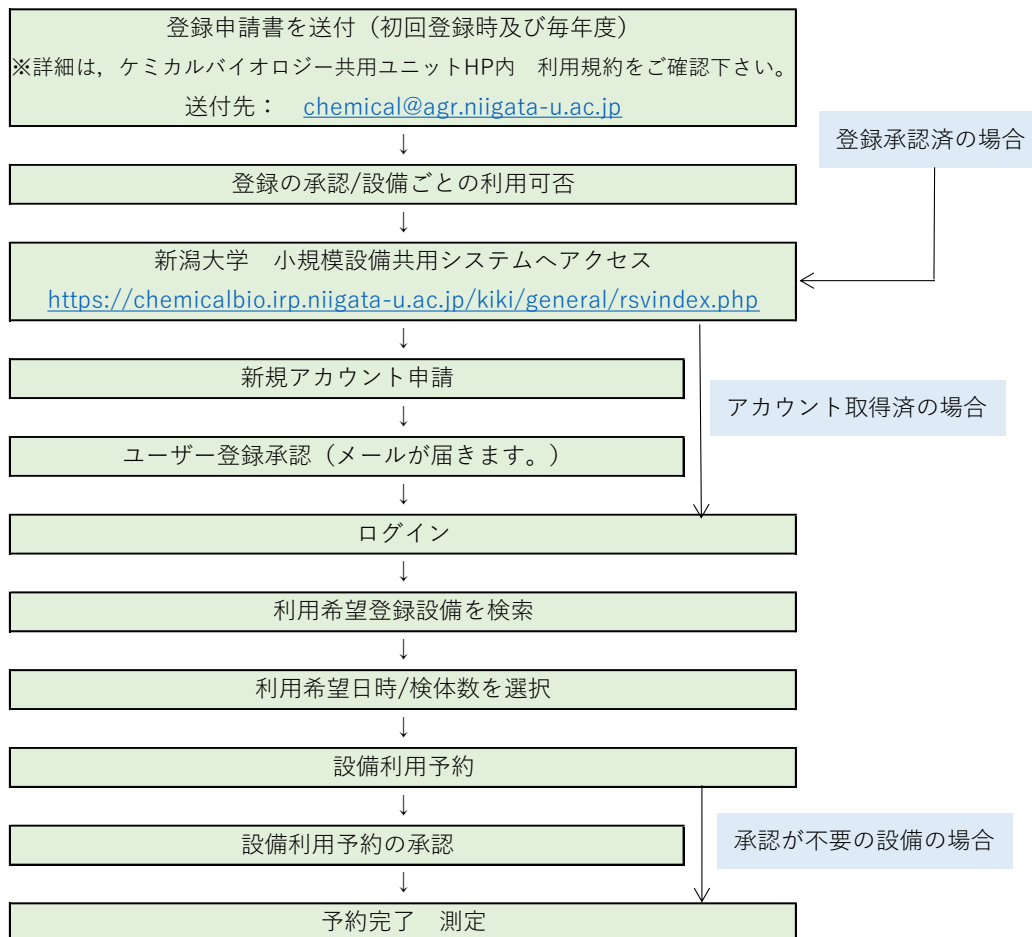 登録申請書を送付（初回登録時及び毎年度）
※詳細は，ケミカルバイオロジー共用ユニットHP内　利用規約をご確認下さい。
送付先：　chemical@agr.niigata-u.ac.jp
登録承認済の場合
↓
登録の承認/設備ごとの利用可否
↓
新潟大学　小規模設備共用システムへアクセス
https://chemicalbio.irp.niigata-u.ac.jp/kiki/general/rsvindex.php
↓
新規アカウント申請
アカウント取得済の場合
↓
ユーザー登録承認（メールが届きます。）
↓
ログイン
↓
利用希望登録設備を検索
↓
利用希望日時/検体数を選択
↓
設備利用予約
↓
設備利用予約の承認
承認が不要の設備の場合
↓
予約完了　測定